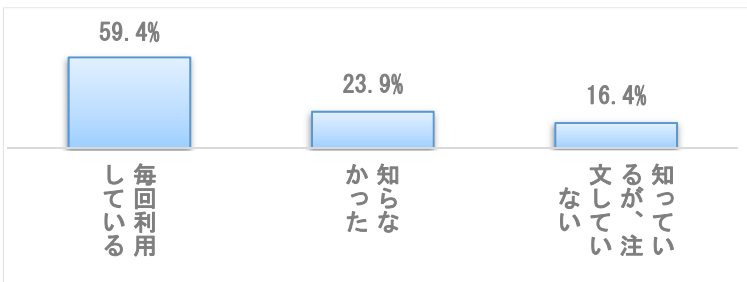 59.4%
23.9%
16.4%
毎回利用
している
知らな
かった
知ってい
るが、注
文してい
ない